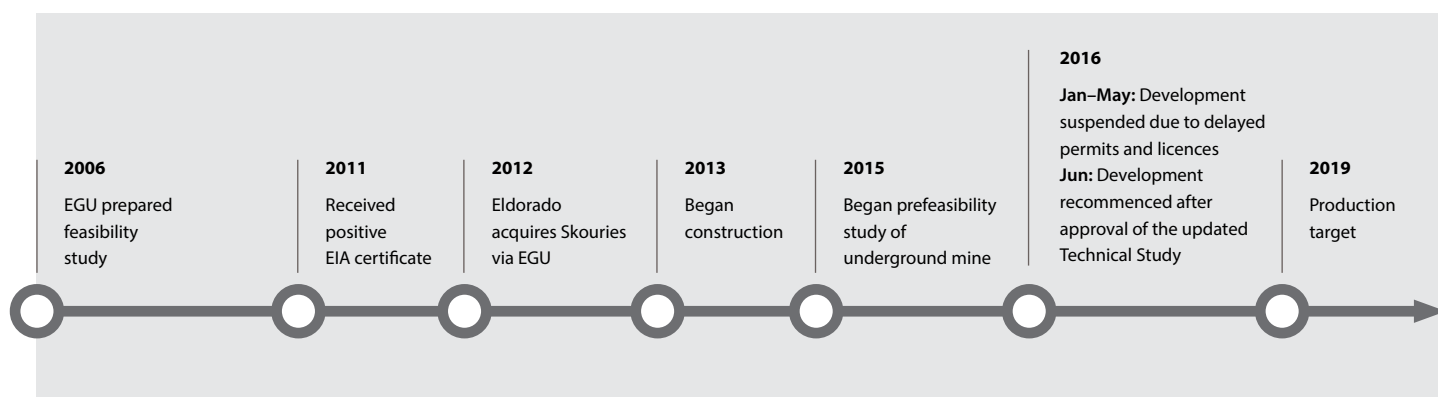 2006
EGU prepared
feasibility
study
2011
Received
positive
EIA certificate
2012
Eldorado
acquires Skouries
via EGU
2013
Began
construction
2015
Began prefeasibility
study of
underground mine
2016
Jan–May: Development
suspended due to delayed
permits and licences
Jun: Development
recommenced after
approval of the updated
Technical Study
2019
Production
target